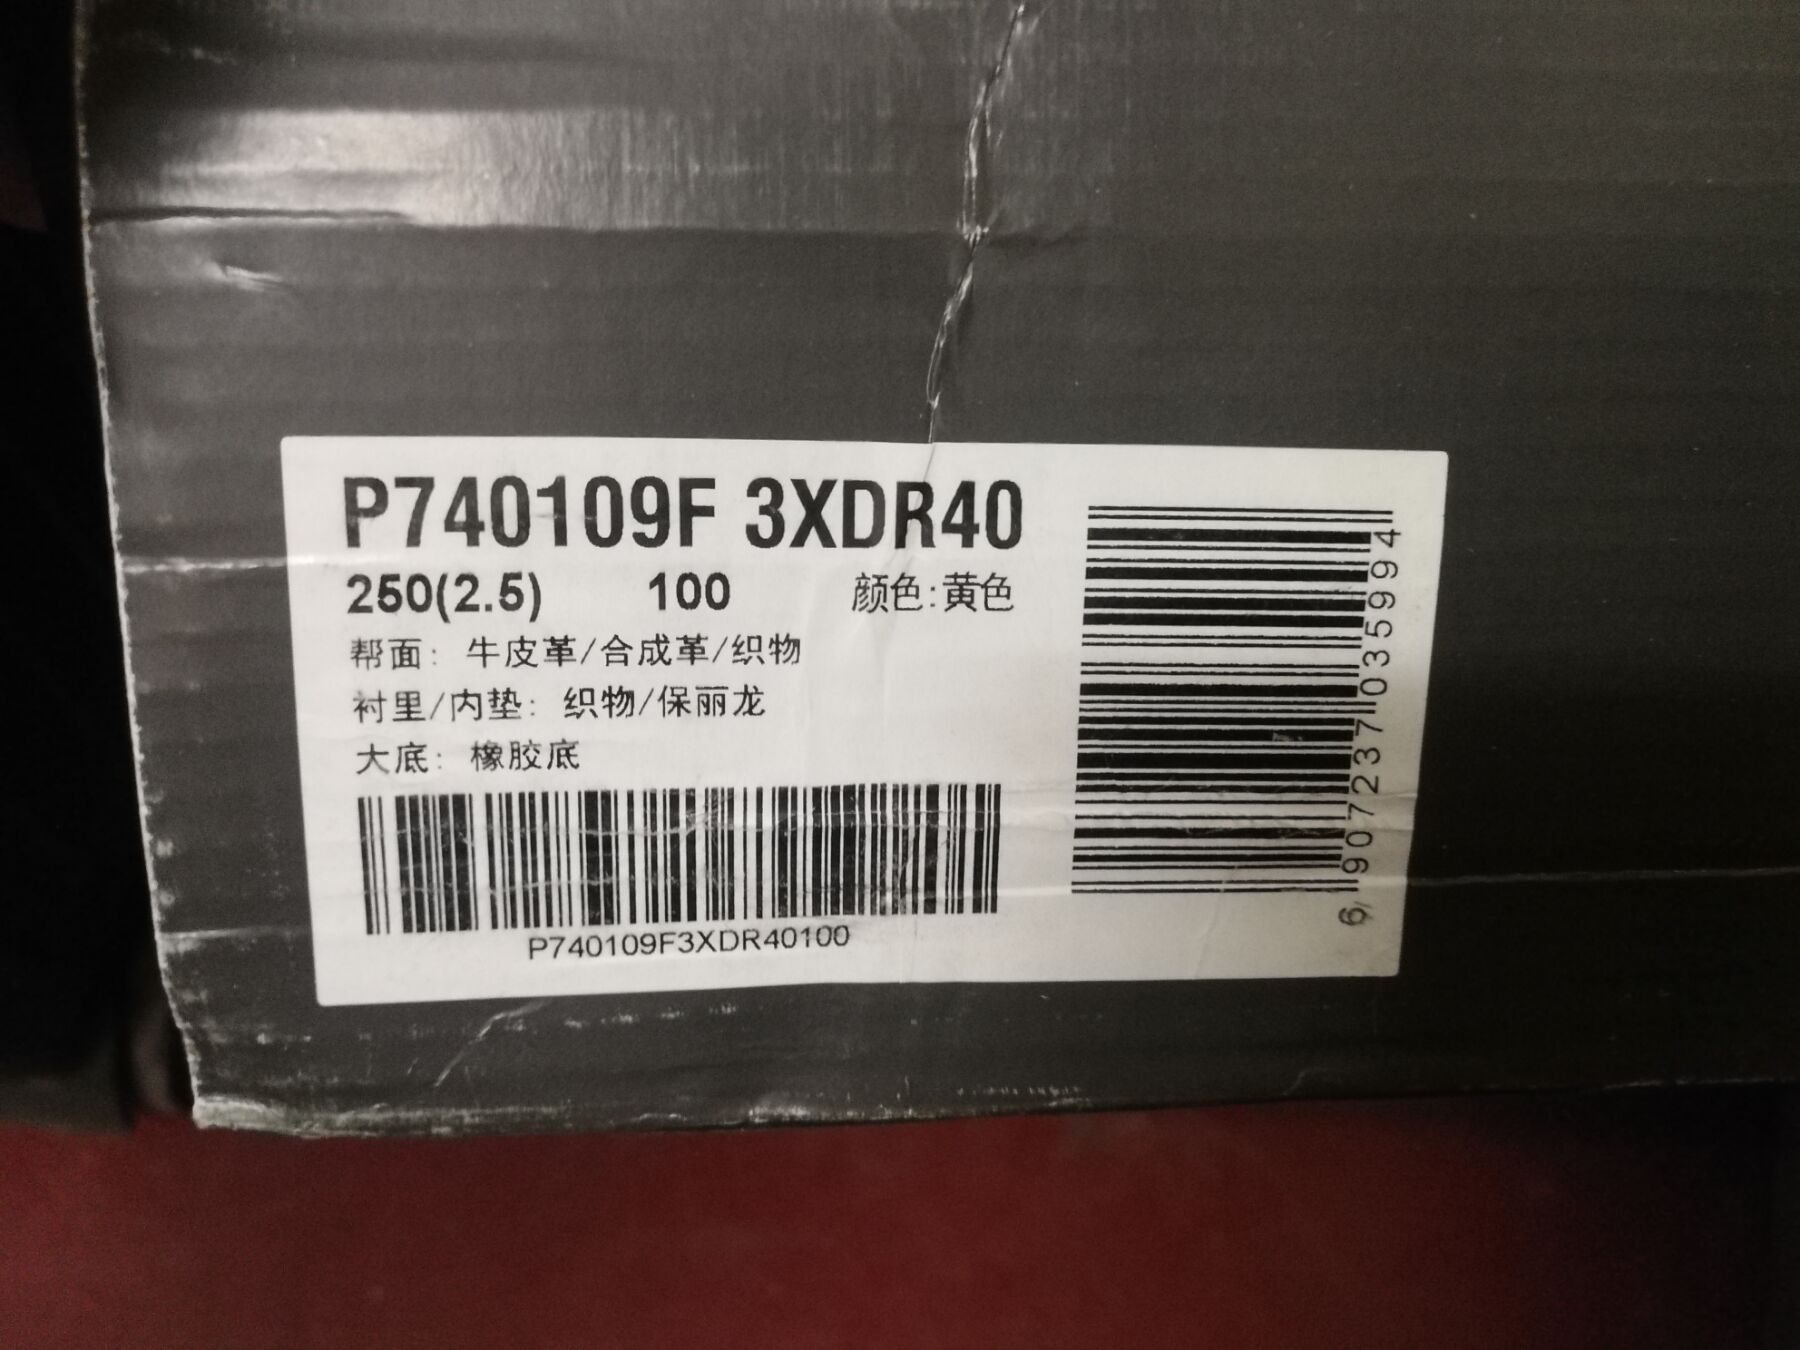 P740109F 3XDR40
250(2.5) 100 颜色:黄色
帮面: 牛皮革/合成革/织物
衬里/内垫: 织物/保丽龙
大底: 橡胶底
P740109F3XDR40100
6907237035994